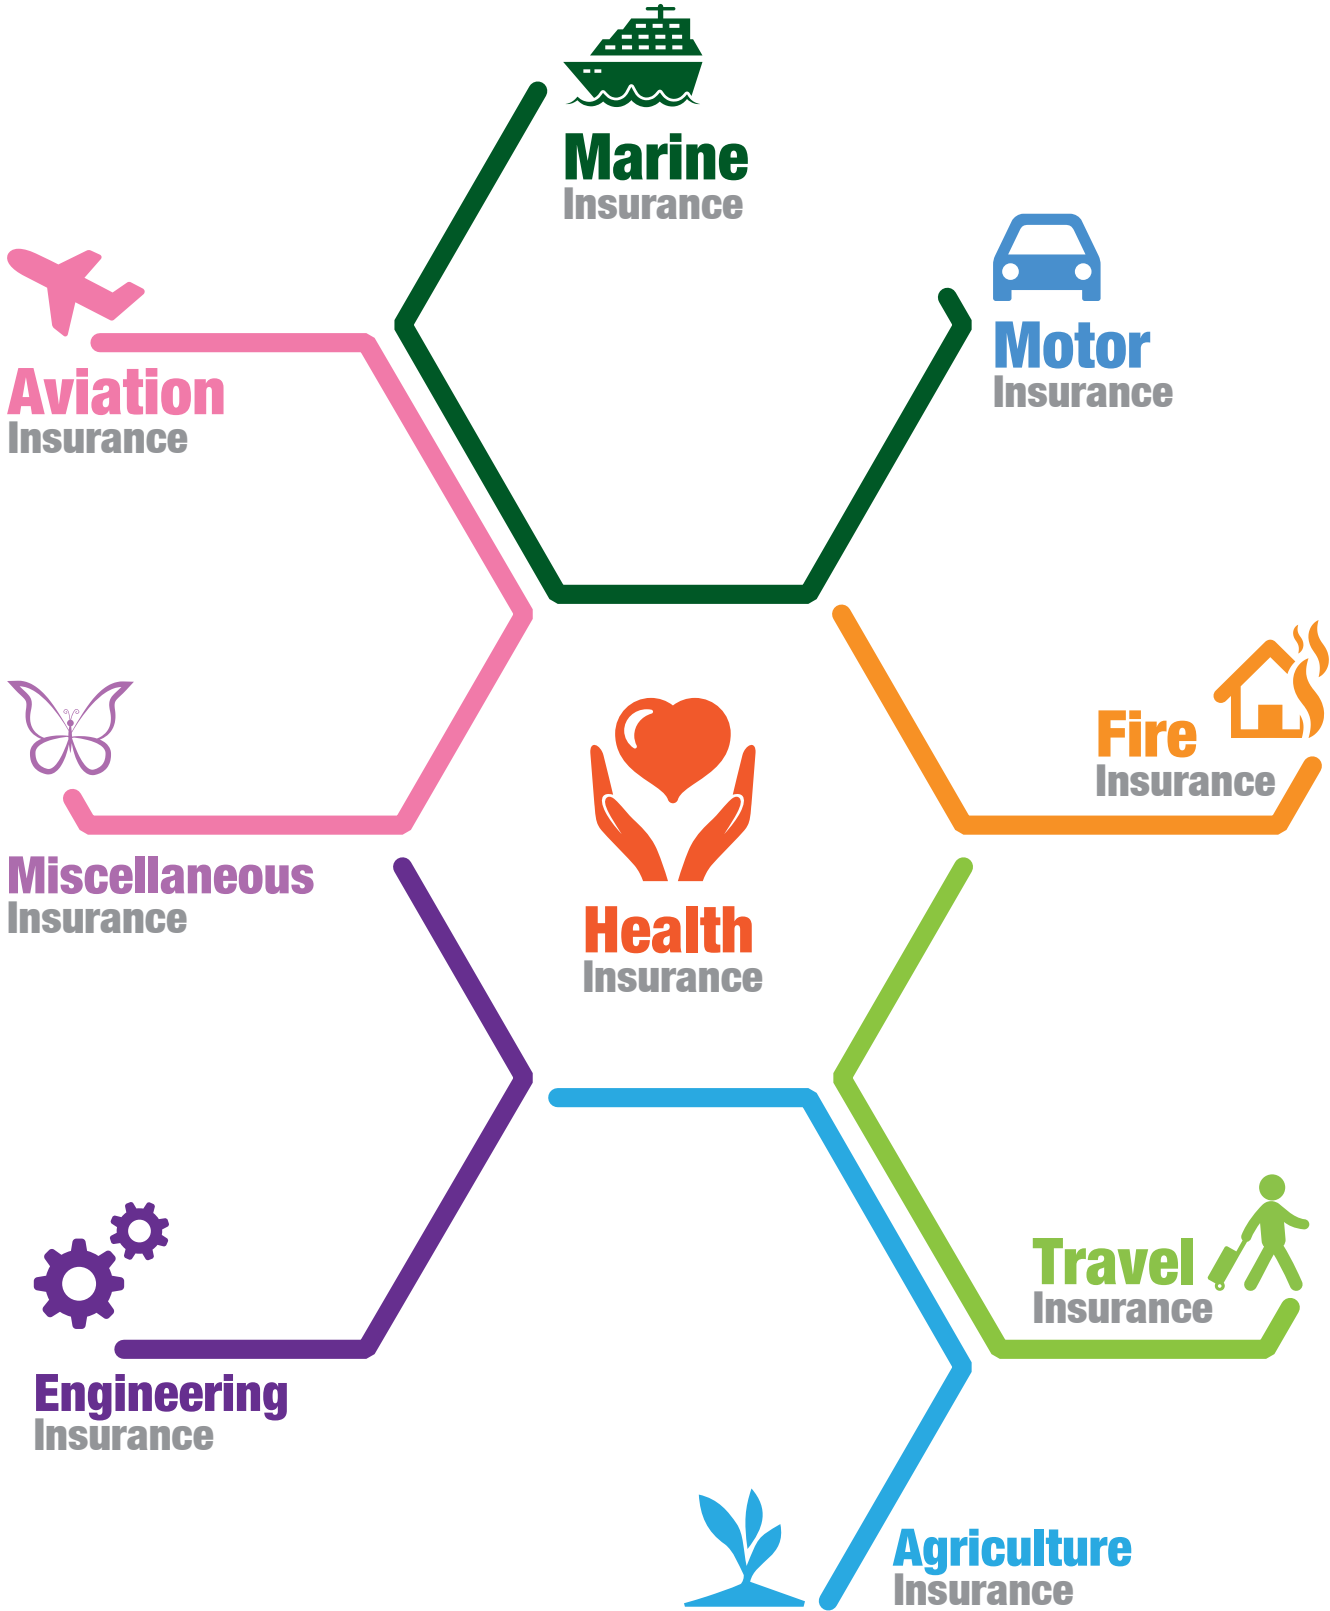 Marine
Insurance
Motor
Insurance
Aviation
Insurance
Fire
Insurance
Miscellaneous
Insurance
Health
Insurance
Travel
Insurance
Engineering
Insurance
Agriculture
Insurance